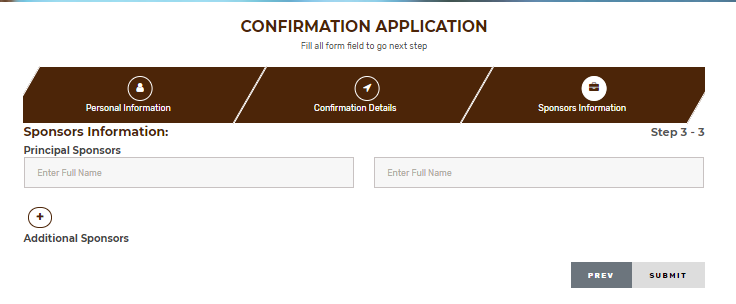 CONFIRMATION APPLICATION
Fill all form field to go next step
Personal Information
Confirmation Details
Sponsors Information
Sponsors Information:
Step 3 - 3
Principal Sponsors
Enter Full Name
Enter Full Name
+
Additional Sponsors
PREV
SUBMIT